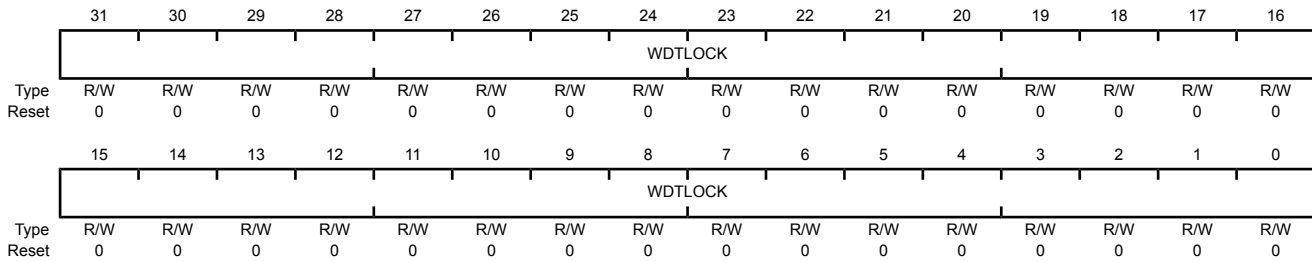 31 30 29 28 27 26 25 24 23 22 21 20 19 18 17 16
WDTLOCK
Type R/W R/W R/W R/W R/W R/W R/W R/W R/W R/W R/W R/W R/W R/W R/W R/W
Reset 0 0 0 0 0 0 0 0 0 0 0 0 0 0 0 0
15 14 13 12 11 10 9 8 7 6 5 4 3 2 1 0
WDTLOCK
Type R/W R/W R/W R/W R/W R/W R/W R/W R/W R/W R/W R/W R/W R/W R/W R/W
Reset 0 0 0 0 0 0 0 0 0 0 0 0 0 0 0 0